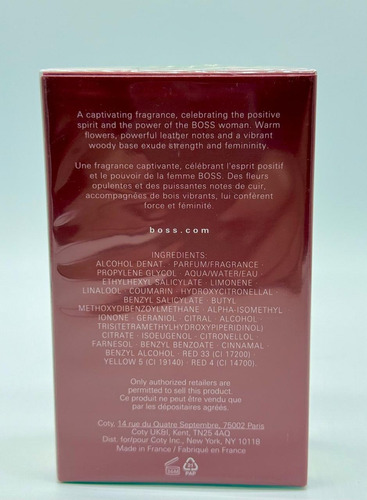 A captivating fragrance, celebrating the positive
spirit and the power of the BOSS woman. Warm
flowers, powerful leather notes and a vibrant
woody base exude strength and femininity.
Une fragrance captivante, célébrant l'esprit positif
et le pouvoir de la femme BOSS. Des fleurs
opulentes et des puissantes notes de cuir,
accompagnées de bois vibrants, lui confèrent
force et féminité.
boss.com
INGREDIENTS:
ALCOHOL DENAT. · PARFUM/FRAGRANCE ·
PROPYLENE GLYCOL · AQUA/WATER/EAU
ETHYLHEXYL SALICYLATE · LIMONENE
LINALOOL · COUMARIN · HYDROXYCITRONELLAL
BENZYL SALICYLATE · BUTYL
METHOXYDIBENZOYLMETHANE · ALPHA-ISOMETHYL
IONONE · GERANIOL · CITRAL · ALCOHOL ·
TRIS(TETRAMETHYLHYDROXYPIPERIDINOL)
CITRATE · ISOEUGENOL · CITRONELLOL
FARNESOL · BENZYL BENZOATE · CINNAMAL ·
BENZYL ALCOHOL · RED 33 (CI 17200) ·
YELLOW 5 (CI 19140) · RED 4 (CI 14700).
Only authorized retailers are
permitted to sell this product.
Ce produit ne peut être vendu que
par les dépositaires agréés.
Coty, 14 rue du Quatre Septembre, 75002 Paris
Coty UK&I, Kent, TN25 4AQ
Dist. for/pour Coty Inc., New York, NY 10118
Made in France / Fabriqué en France
PAP